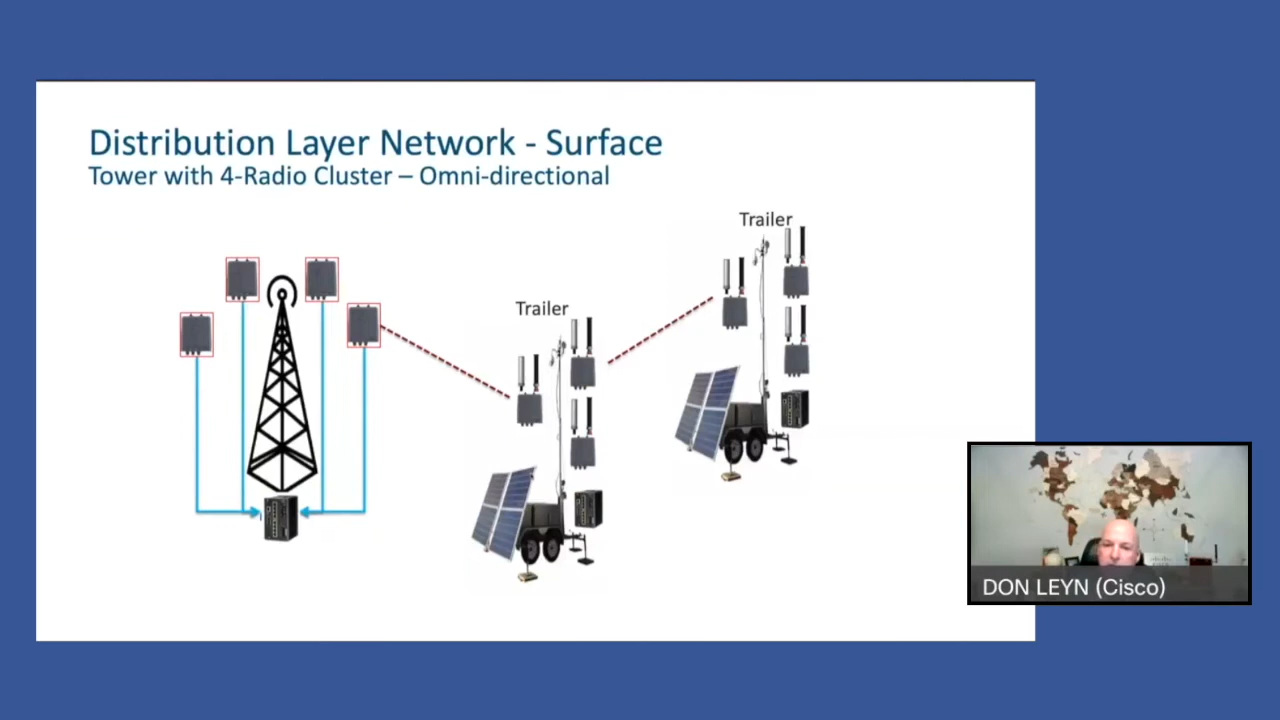 Distribution Layer Network - Surface
Tower with 4-Radio Cluster – Omni-directional
Trailer
Trailer
DON LEYN (Cisco)